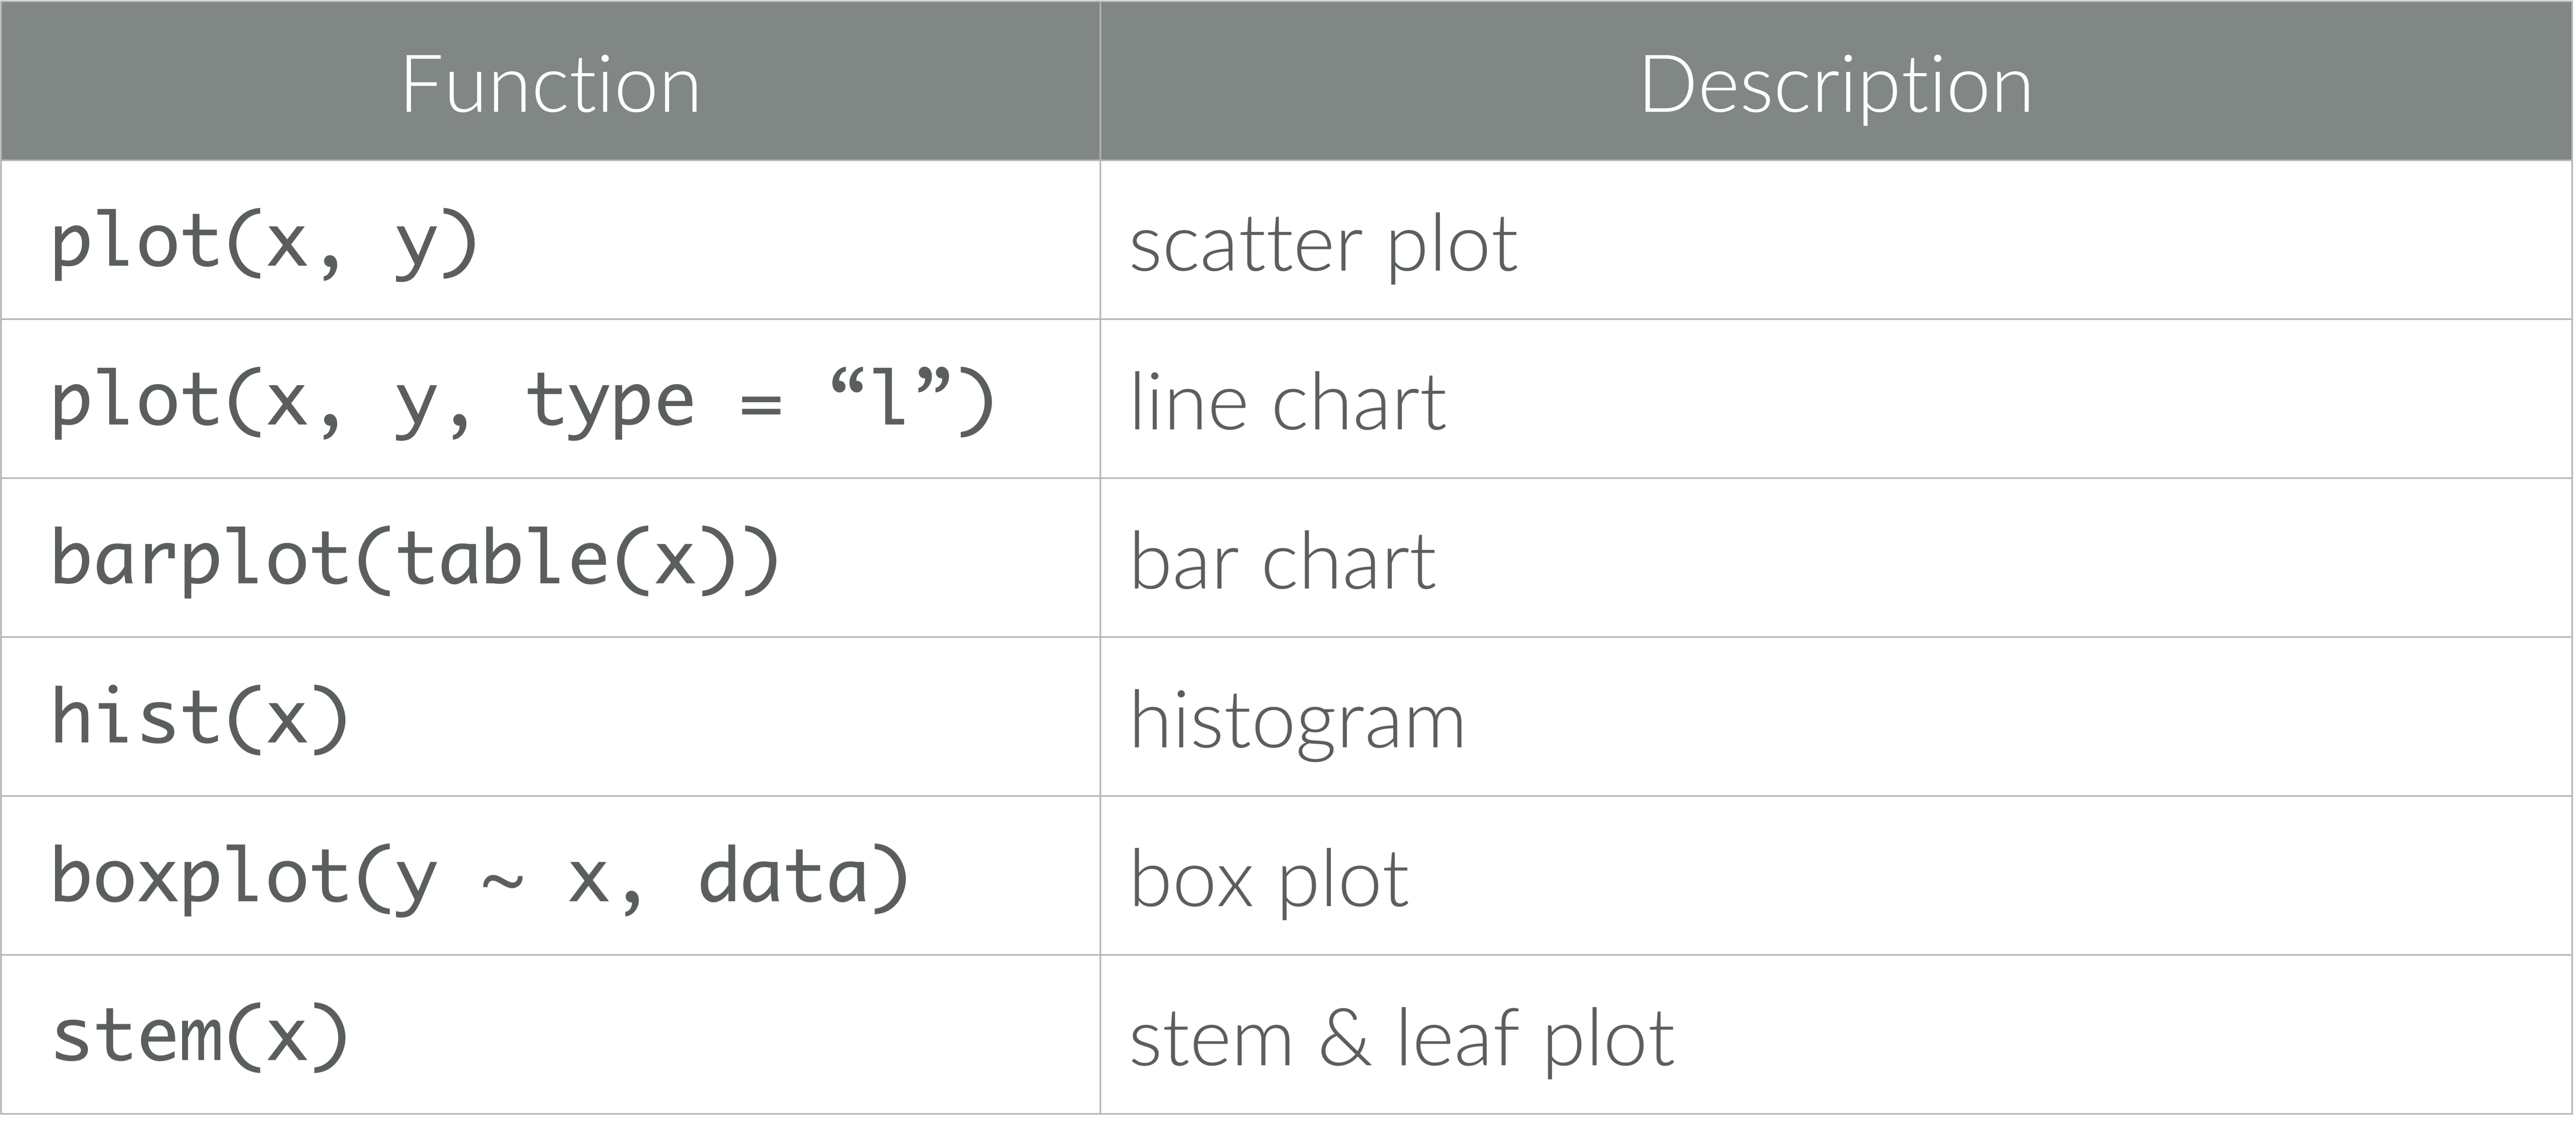 Function Description
plot(x, y) scatter plot
plot(x, y, type = “l”) line chart
barplot(table(x)) bar chart
hist(x) histogram
boxplot(y ~ x, data) box plot
stem(x) stem & leaf plot